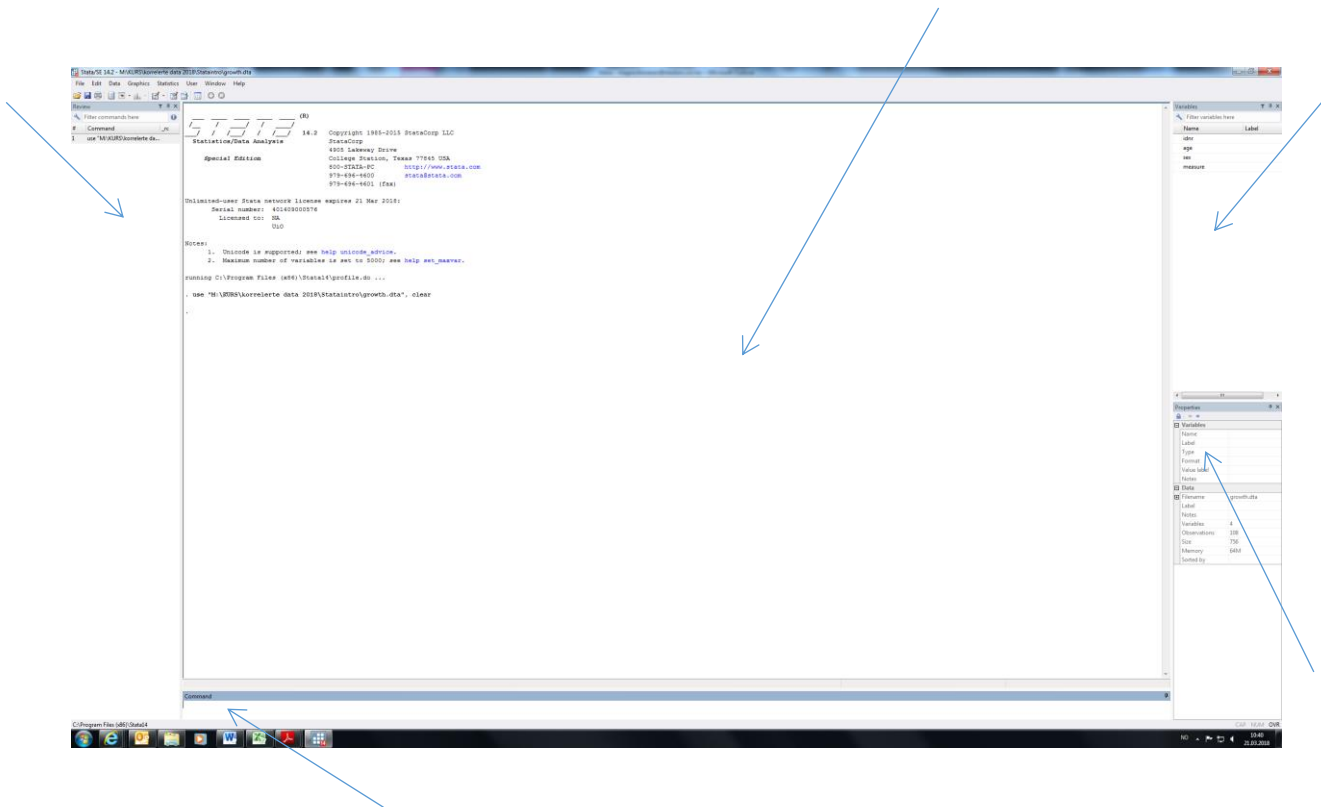 Stata/SE 14.2 - M:\KURS\korrelerte data 2018\Stataintro\growth.dta
File Edit Data Graphics Statistics User Window Help
Review
Filter commands here
# Command _rc
1 use "M:\KURS\korrelerte da...
(R)
14.2 Copyright 1985-2015 StataCorp LLC
Statistics/Data Analysis StataCorp
4905 Lakeway Drive
Special Edition College Station, Texas 77845 USA
800-STATA-PC http://www.stata.com
979-696-4600 stata@stata.com
979-696-4601 (fax)
Unlimited-user Stata network license expires 21 Mar 2018:
Serial number: 401609000576
Licensed to: NA
UiO
Notes:
1. Unicode is supported; see help unicode_advice.
2. Maximum number of variables is set to 5000; see help set_maxvar.
running C:\Program Files (x86)\Stata14\profile.do ...
. use "M:\KURS\korrelerte data 2018\Stataintro\growth.dta", clear
.
Command
Variables
Filter variables here
Name Label
idnr
age
sex
measure
Properties
Variables
Name
Label
Type
Format
Value label
Notes
Data
Filename growth.dta
Label
Notes
Variables 4
Observations 108
Size 756
Memory 64M
Sorted by
C:\Program Files (x86)\Stata14
CAP NUM OVR
NO
10:40
21.03.2018